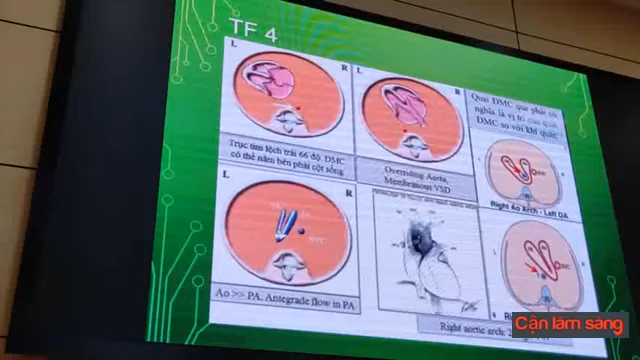 TF 4
L
R
L
R
Trục tim lệch trái 66 độ. ĐMC
có thể nằm bên phải cột sống
Overriding Aorta,
Membranous VSD
Quai ĐMC qua phải có
nghĩa là vị trí của quai
ĐMC so với khí quản
Right Ao Arch - Left DA
L
R
Ao >> PA. Antegrade flow in PA
Right aortic arch:
Cận lâm sàng